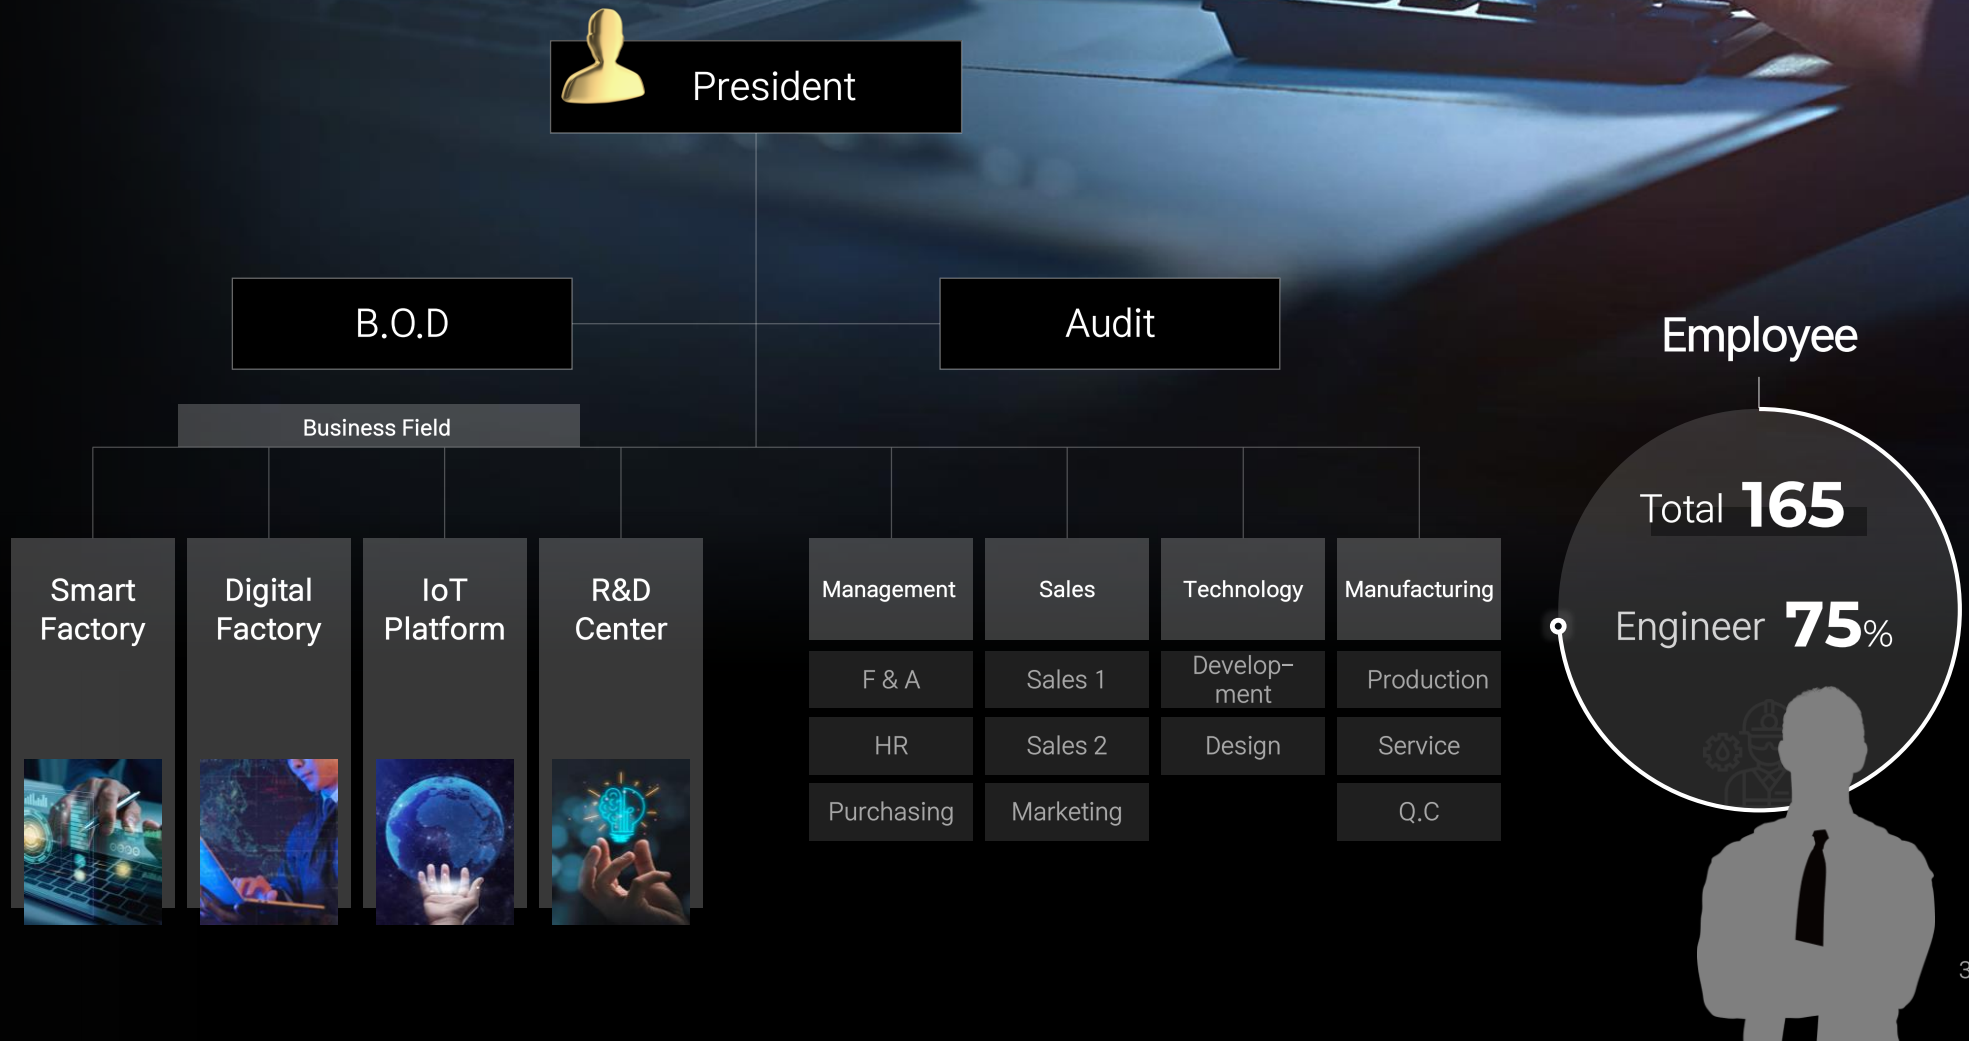 President
B.O.D
Audit
Business Field
Smart
Factory
Digital
Factory
IoT
Platform
R&D
Center
Management
F & A
HR
Purchasing
Sales
Sales 1
Sales 2
Marketing
Technology
Develop-
ment
Design
Manufacturing
Production
Service
Q.C
Employee
Total 165
Engineer 75%
3